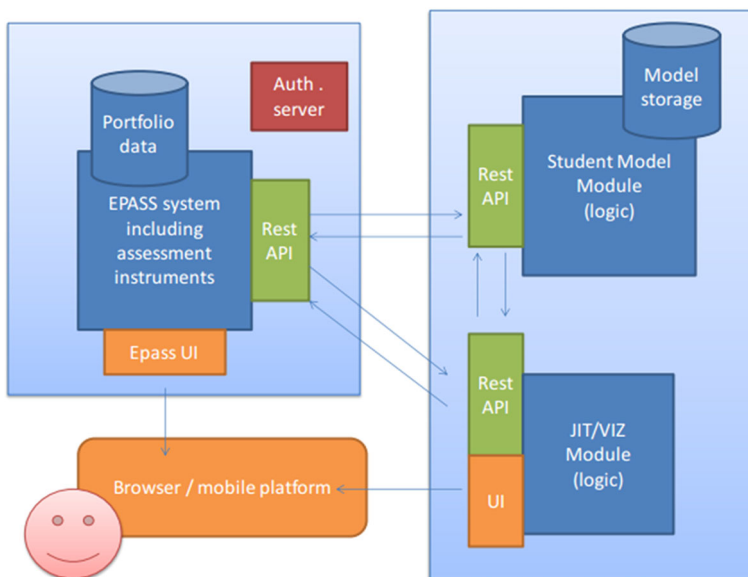 Portfolio
data
Auth .
server
EPASS system
including
assessment
instruments
Rest
API
Epass UI
Browser / mobile platform
Model
storage
Rest
API
Student Model
Module
(logic)
Rest
API
JIT/VIZ
Module
(logic)
UI